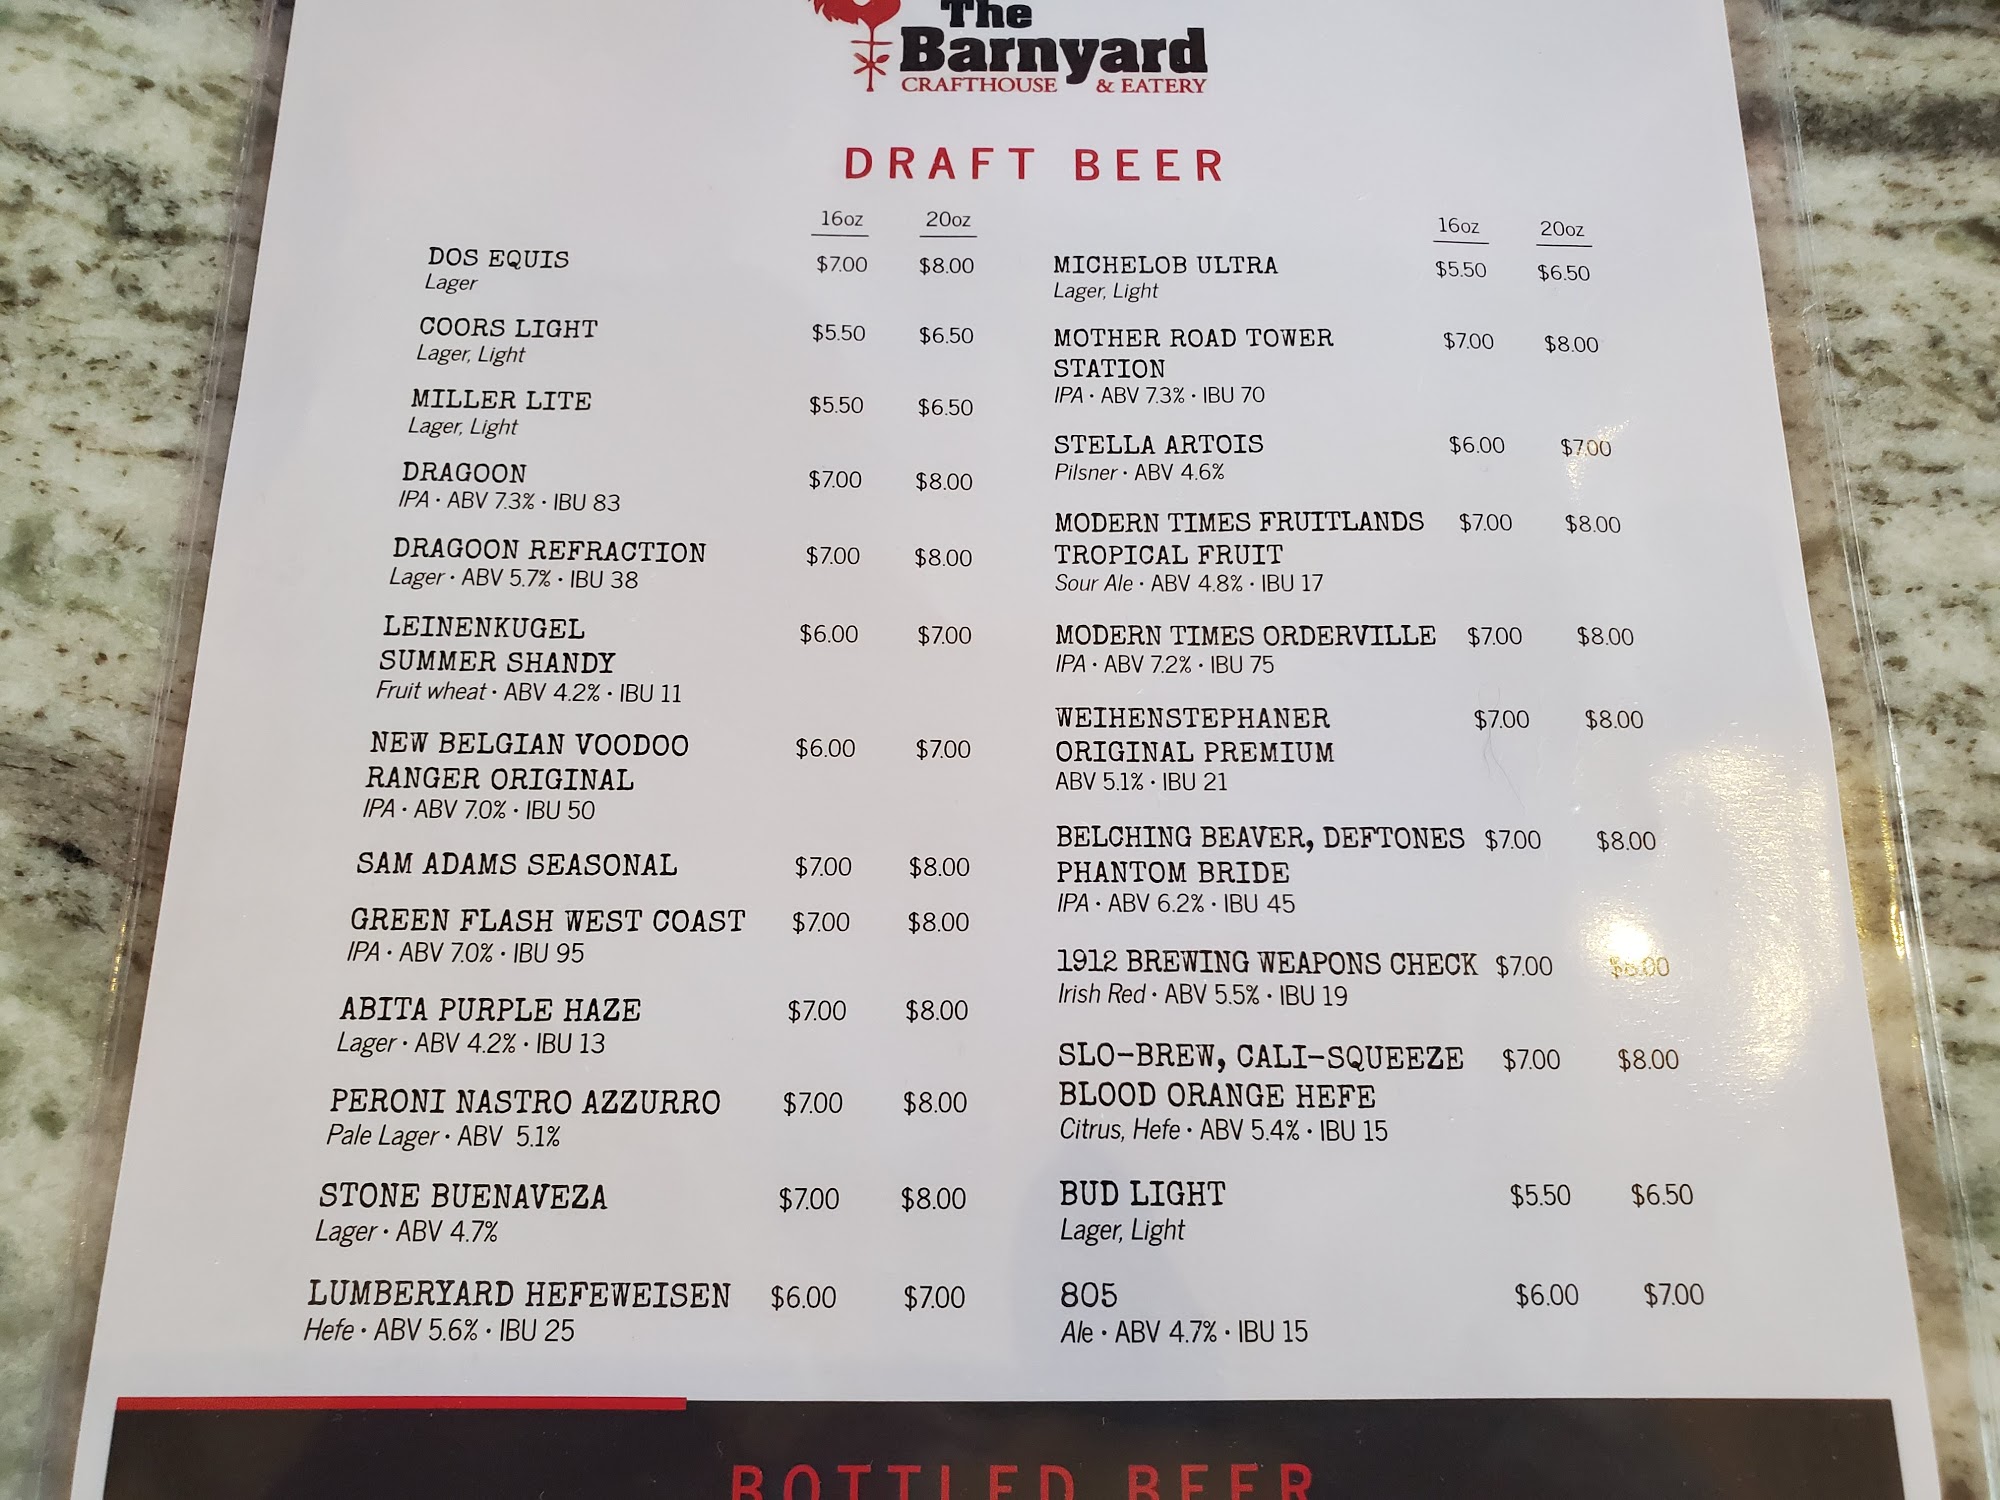 The
Barnyard
CRAFTHOUSE & EATERY
DRAFT BEER
16oz 20oz
DOS EQUIS $7.00 $8.00
Lager
COORS LIGHT $5.50 $6.50
Lager, Light
MILLER LITE $5.50 $6.50
Lager, Light
DRAGOON $7.00 $8.00
IPA · ABV 7.3% · IBU 83
DRAGOON REFRACTION $7.00 $8.00
Lager · ABV 5.7% · IBU 38
LEINENKUGEL $6.00 $7.00
SUMMER SHANDY
Fruit wheat · ABV 4.2% · IBU 11
NEW BELGIAN VOODOO $6.00 $7.00
RANGER ORIGINAL
IPA · ABV 7.0% · IBU 50
SAM ADAMS SEASONAL $7.00 $8.00
GREEN FLASH WEST COAST $7.00 $8.00
IPA · ABV 7.0% · IBU 95
ABITA PURPLE HAZE $7.00 $8.00
Lager · ABV 4.2% · IBU 13
PERONI NASTRO AZZURRO $7.00 $8.00
Pale Lager · ABV 5.1%
STONE BUENAVEZA $7.00 $8.00
Lager · ABV 4.7%
LUMBERYARD HEFEWEISEN $6.00 $7.00
Hefe · ABV 5.6% · IBU 25
16oz 20oz
MICHELOB ULTRA $5.50 $6.50
Lager, Light
MOTHER ROAD TOWER $7.00 $8.00
STATION
IPA · ABV 7.3% · IBU 70
STELLA ARTOIS $6.00 $7.00
Pilsner · ABV 4.6%
MODERN TIMES FRUITLANDS $7.00 $8.00
TROPICAL FRUIT
Sour Ale · ABV 4.8% · IBU 17
MODERN TIMES ORDERVILLE $7.00 $8.00
IPA · ABV 7.2% · IBU 75
WEIHENSTEPHANER $7.00 $8.00
ORIGINAL PREMIUM
ABV 5.1% · IBU 21
BELCHING BEAVER, DEFTONES $7.00 $8.00
PHANTOM BRIDE
IPA · ABV 6.2% · IBU 45
1912 BREWING WEAPONS CHECK $7.00 $8.00
Irish Red · ABV 5.5% · IBU 19
SLO-BREW, CALI-SQUEEZE $7.00 $8.00
BLOOD ORANGE HEFE
Citrus, Hefe · ABV 5.4% · IBU 15
BUD LIGHT $5.50 $6.50
Lager, Light
805 $6.00 $7.00
Ale · ABV 4.7% · IBU 15
BOTTLED BEER